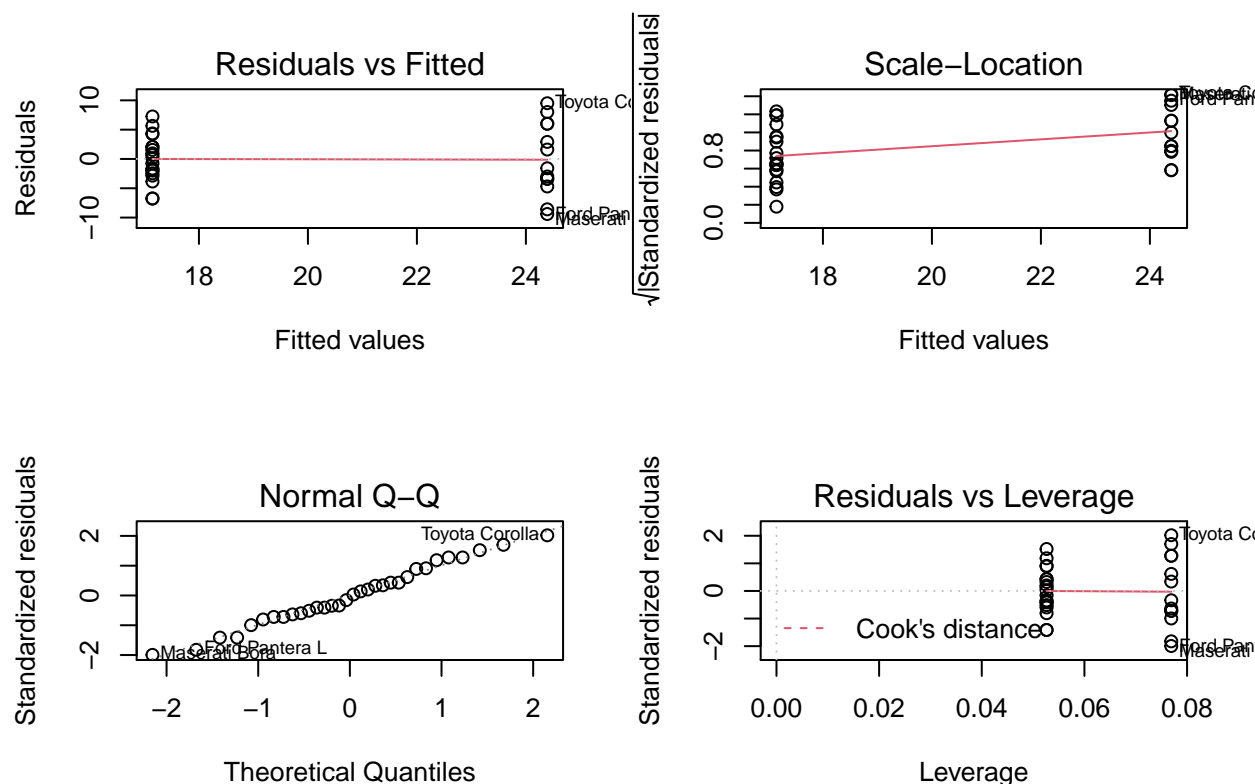 Residuals vs Fitted
Residuals
10
0
−10
Toyota Co
Ford Pan
Maserati
18 20 22 24
Fitted values
Scale−Location
√|Standardized residuals|
0.8
0.0
Toyota Co
Maserati
Ford Pan
18 20 22 24
Fitted values
Normal Q−Q
Standardized residuals
2
0
−2
Toyota Corolla
Ford Pantera L
Maserati Bora
−2 −1 0 1 2
Theoretical Quantiles
Residuals vs Leverage
Standardized residuals
2
0
−2
Toyota Co
Cook's distance
Ford Pan
Maserati
0.00 0.02 0.04 0.06 0.08
Leverage